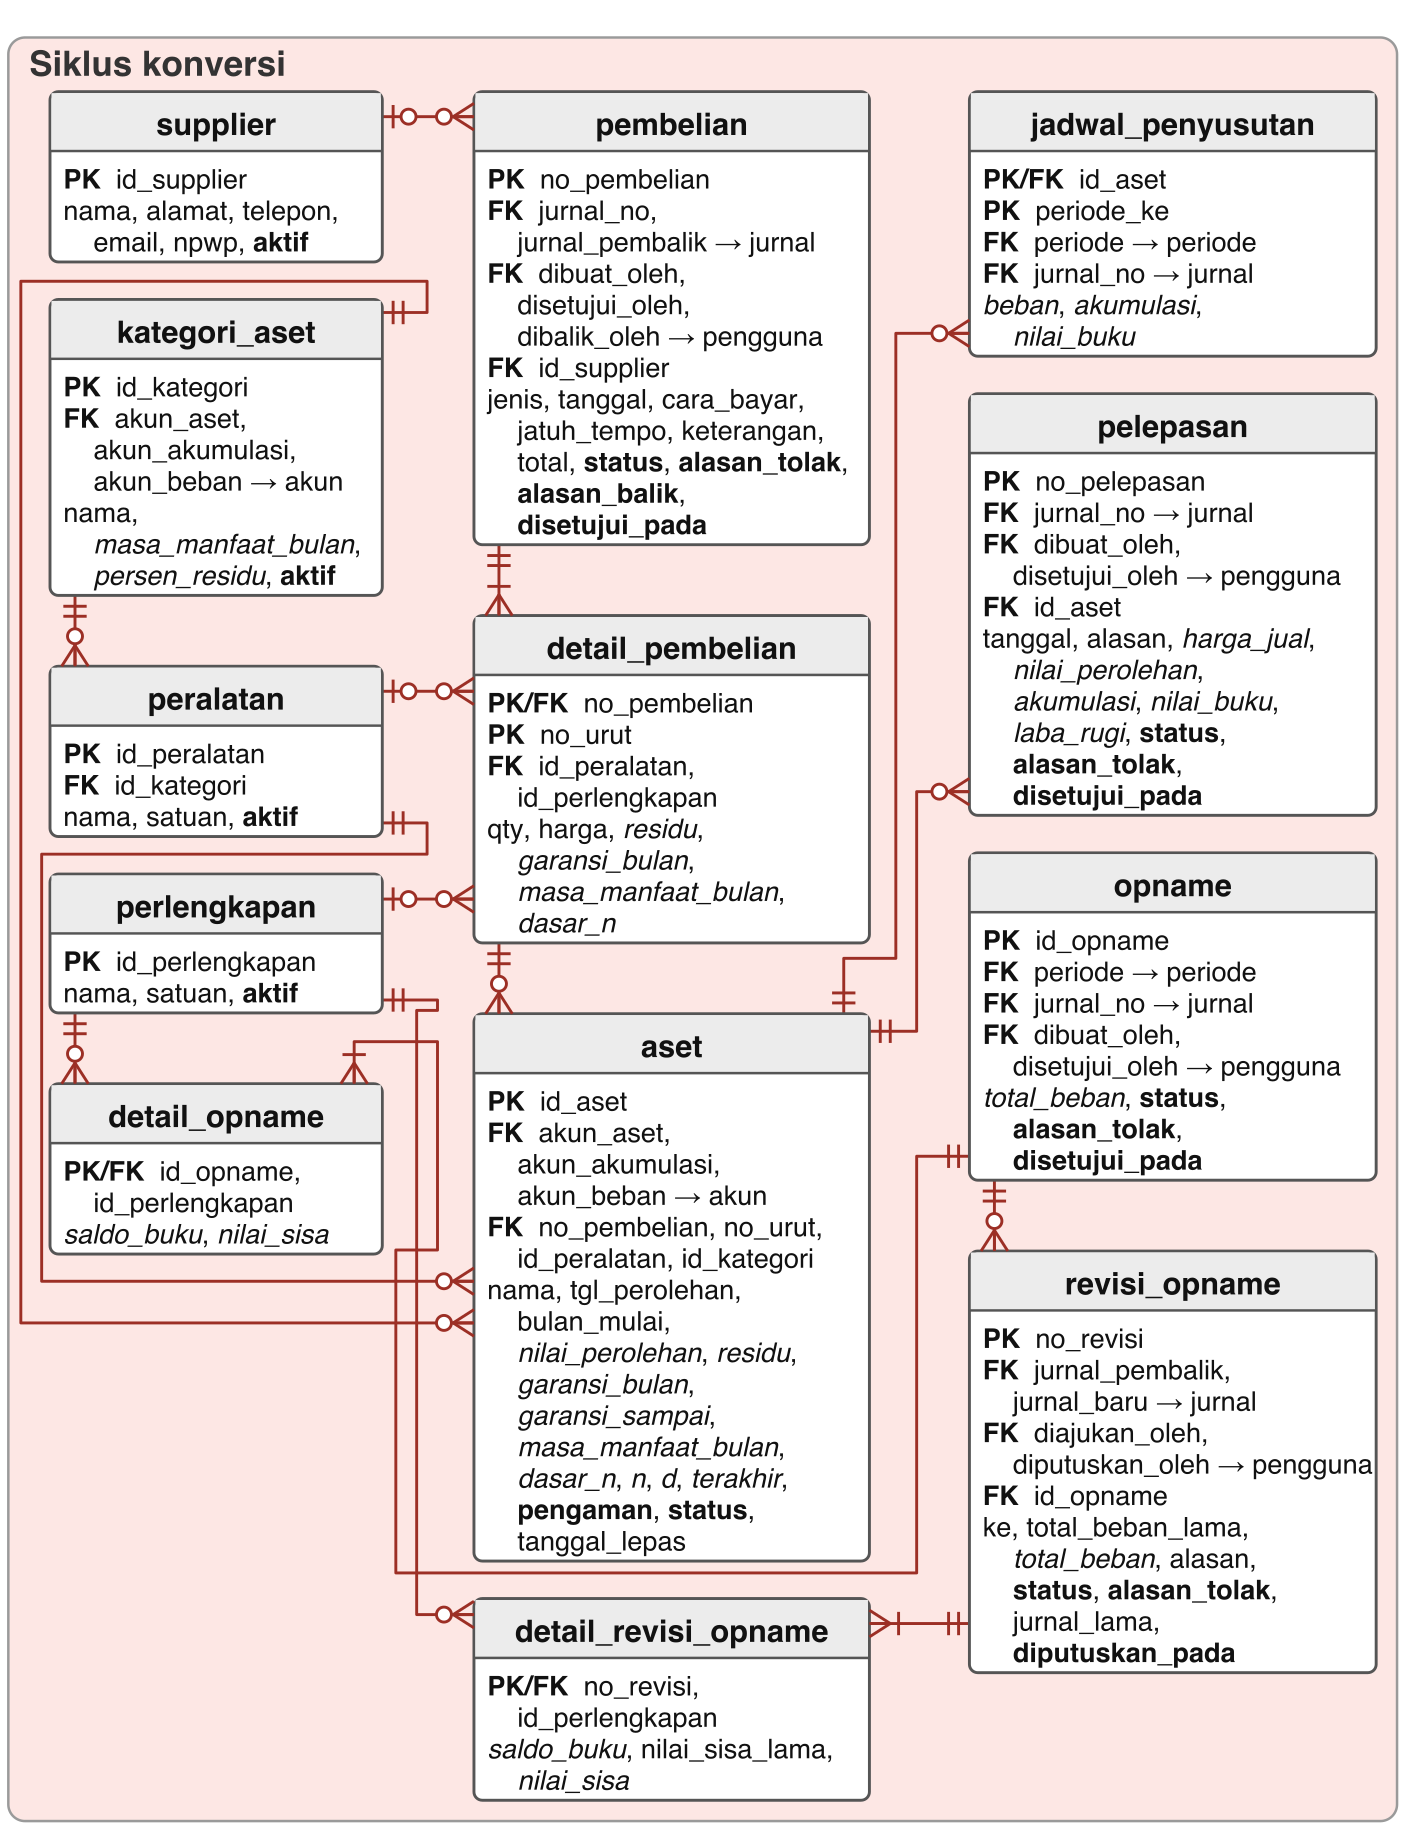 Siklus konversi
supplier
PK id_supplier
nama, alamat, telepon,
email, npwp, aktif
kategori_aset
PK id_kategori
FK akun_aset,
akun_akumulasi,
akun_beban → akun
nama,
masa_manfaat_bulan,
persen_residu, aktif
peralatan
PK id_peralatan
FK id_kategori
nama, satuan, aktif
perlengkapan
PK id_perlengkapan
nama, satuan, aktif
detail_opname
PK/FK id_opname,
id_perlengkapan
saldo_buku, nilai_sisa
pembelian
PK no_pembelian
FK jurnal_no,
jurnal_pembalik → jurnal
FK dibuat_oleh,
disetujui_oleh,
dibalik_oleh → pengguna
FK id_supplier
jenis, tanggal, cara_bayar,
jatuh_tempo, keterangan,
total, status, alasan_tolak,
alasan_balik,
disetujui_pada
detail_pembelian
PK/FK no_pembelian
PK no_urut
FK id_peralatan,
id_perlengkapan
qty, harga, residu,
garansi_bulan,
masa_manfaat_bulan,
dasar_n
aset
PK id_aset
FK akun_aset,
akun_akumulasi,
akun_beban → akun
FK no_pembelian, no_urut,
id_peralatan, id_kategori
nama, tgl_perolehan,
bulan_mulai,
nilai_perolehan, residu,
garansi_bulan,
garansi_sampai,
masa_manfaat_bulan,
dasar_n, n, d, terakhir,
pengaman, status,
tanggal_lepas
detail_revisi_opname
PK/FK no_revisi,
id_perlengkapan
saldo_buku, nilai_sisa_lama,
nilai_sisa
jadwal_penyusutan
PK/FK id_aset
PK periode_ke
FK periode → periode
FK jurnal_no → jurnal
beban, akumulasi,
nilai_buku
pelepasan
PK no_pelepasan
FK jurnal_no → jurnal
FK dibuat_oleh,
disetujui_oleh → pengguna
FK id_aset
tanggal, alasan, harga_jual,
nilai_perolehan,
akumulasi, nilai_buku,
laba_rugi, status,
alasan_tolak,
disetujui_pada
opname
PK id_opname
FK periode → periode
FK jurnal_no → jurnal
FK dibuat_oleh,
disetujui_oleh → pengguna
total_beban, status,
alasan_tolak,
disetujui_pada
revisi_opname
PK no_revisi
FK jurnal_pembalik,
jurnal_baru → jurnal
FK diajukan_oleh,
diputuskan_oleh → pengguna
FK id_opname
ke, total_beban_lama,
total_beban, alasan,
status, alasan_tolak,
jurnal_lama,
diputuskan_pada